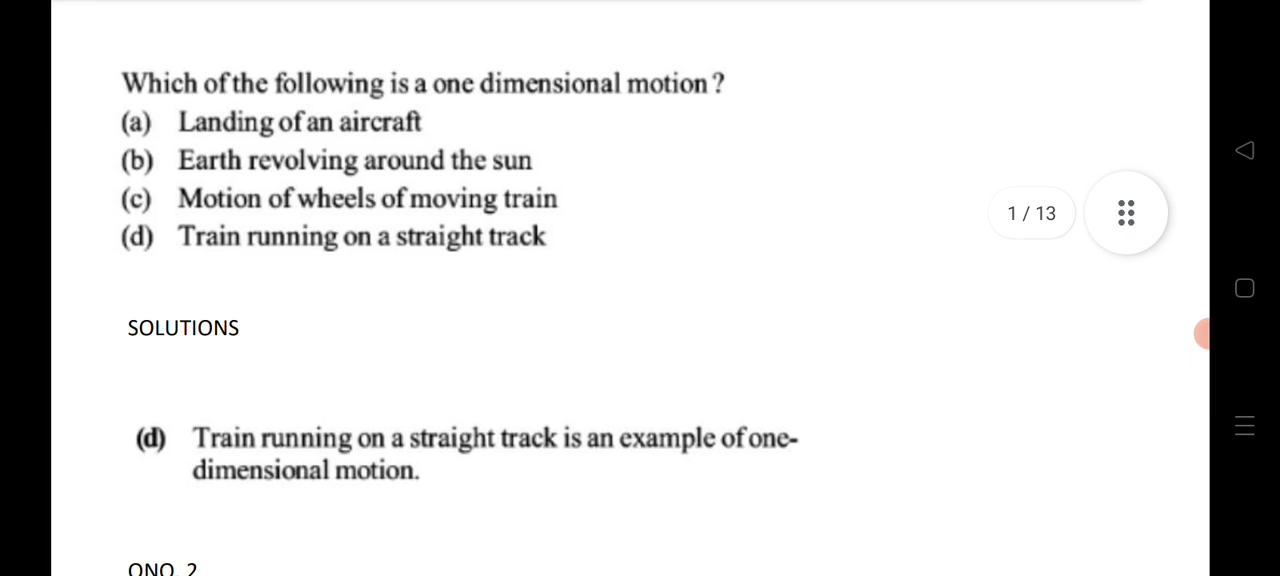 Which of the following is a one dimensional motion?
(a) Landing of an aircraft
(b) Earth revolving around the sun
(c) Motion of wheels of moving train
(d) Train running on a straight track
1 / 13
SOLUTIONS
(d) Train running on a straight track is an example of one-
dimensional motion.
QNO. 2